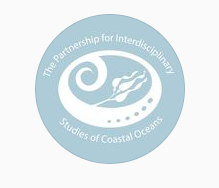 The Partnership for Interdisciplinary
Studies of Coastal Oceans